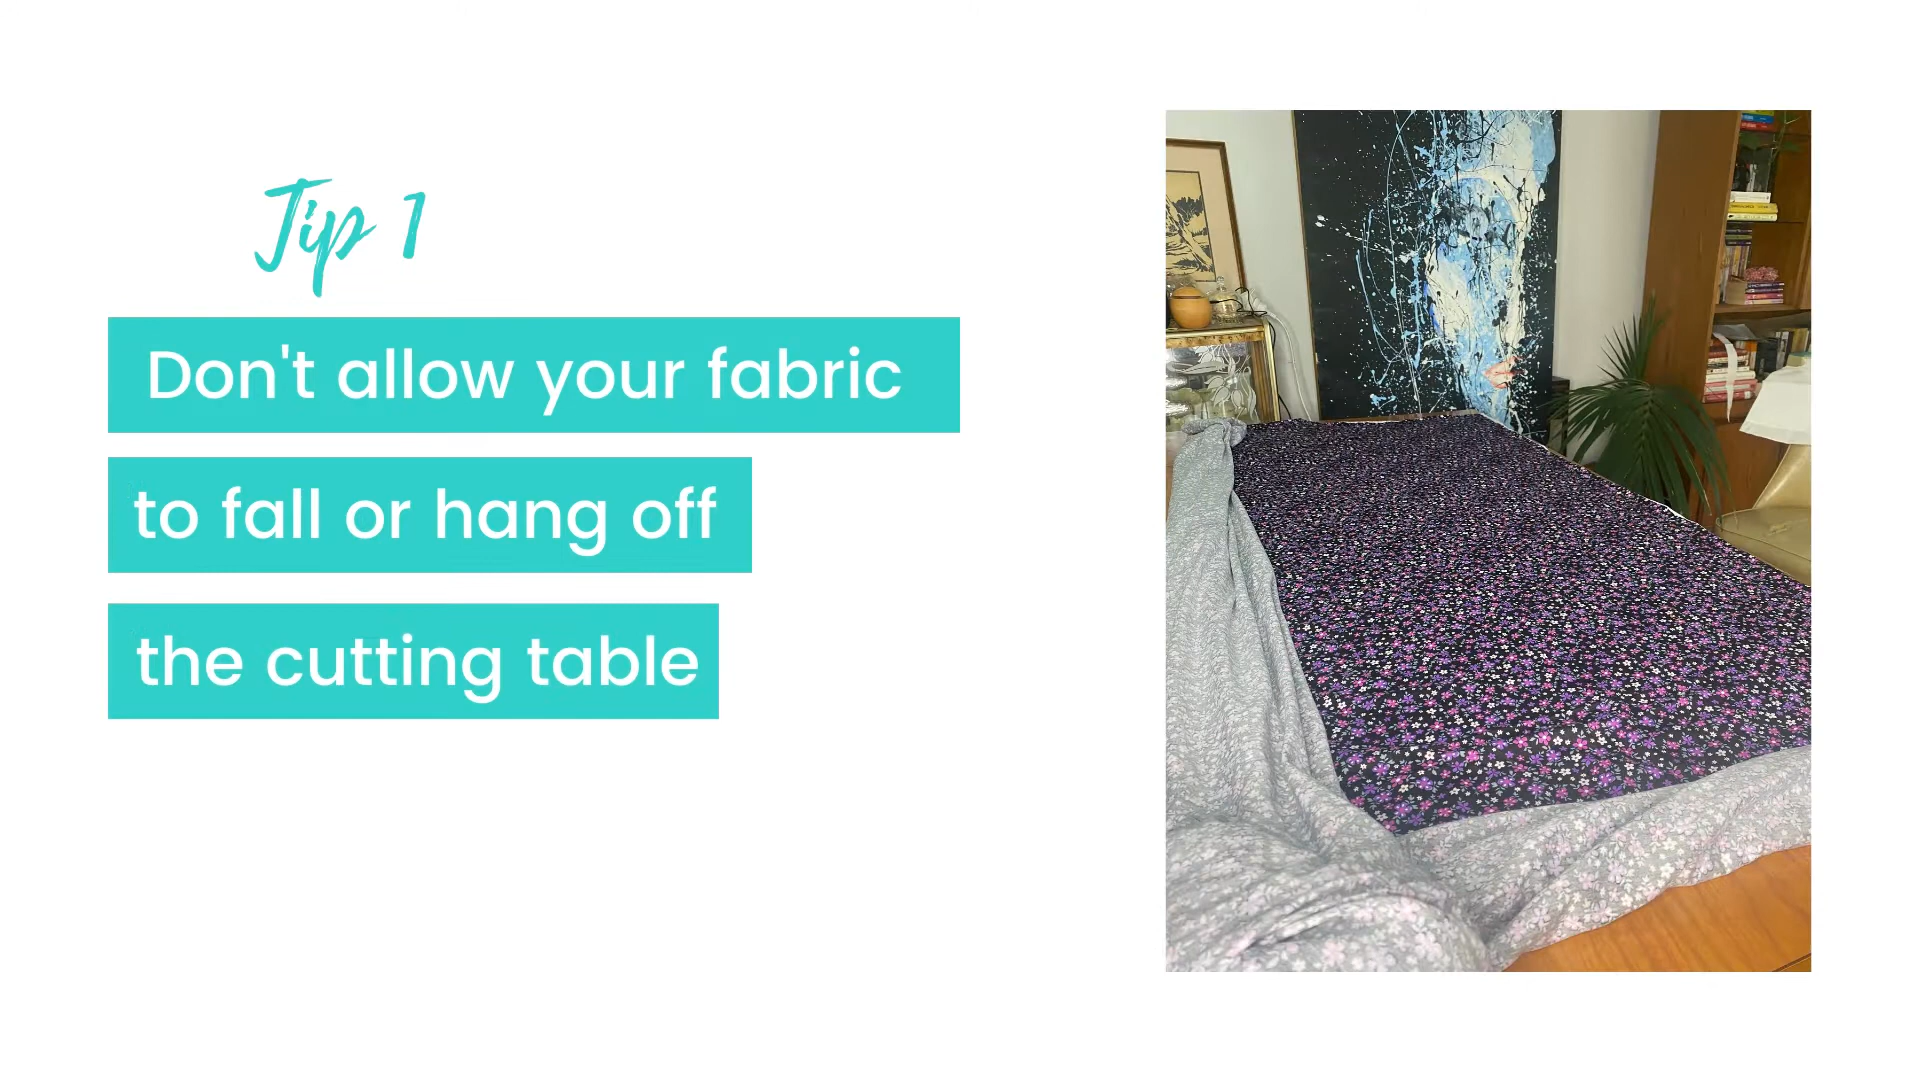 Tip 1
Don't allow your fabric
to fall or hang off
the cutting table